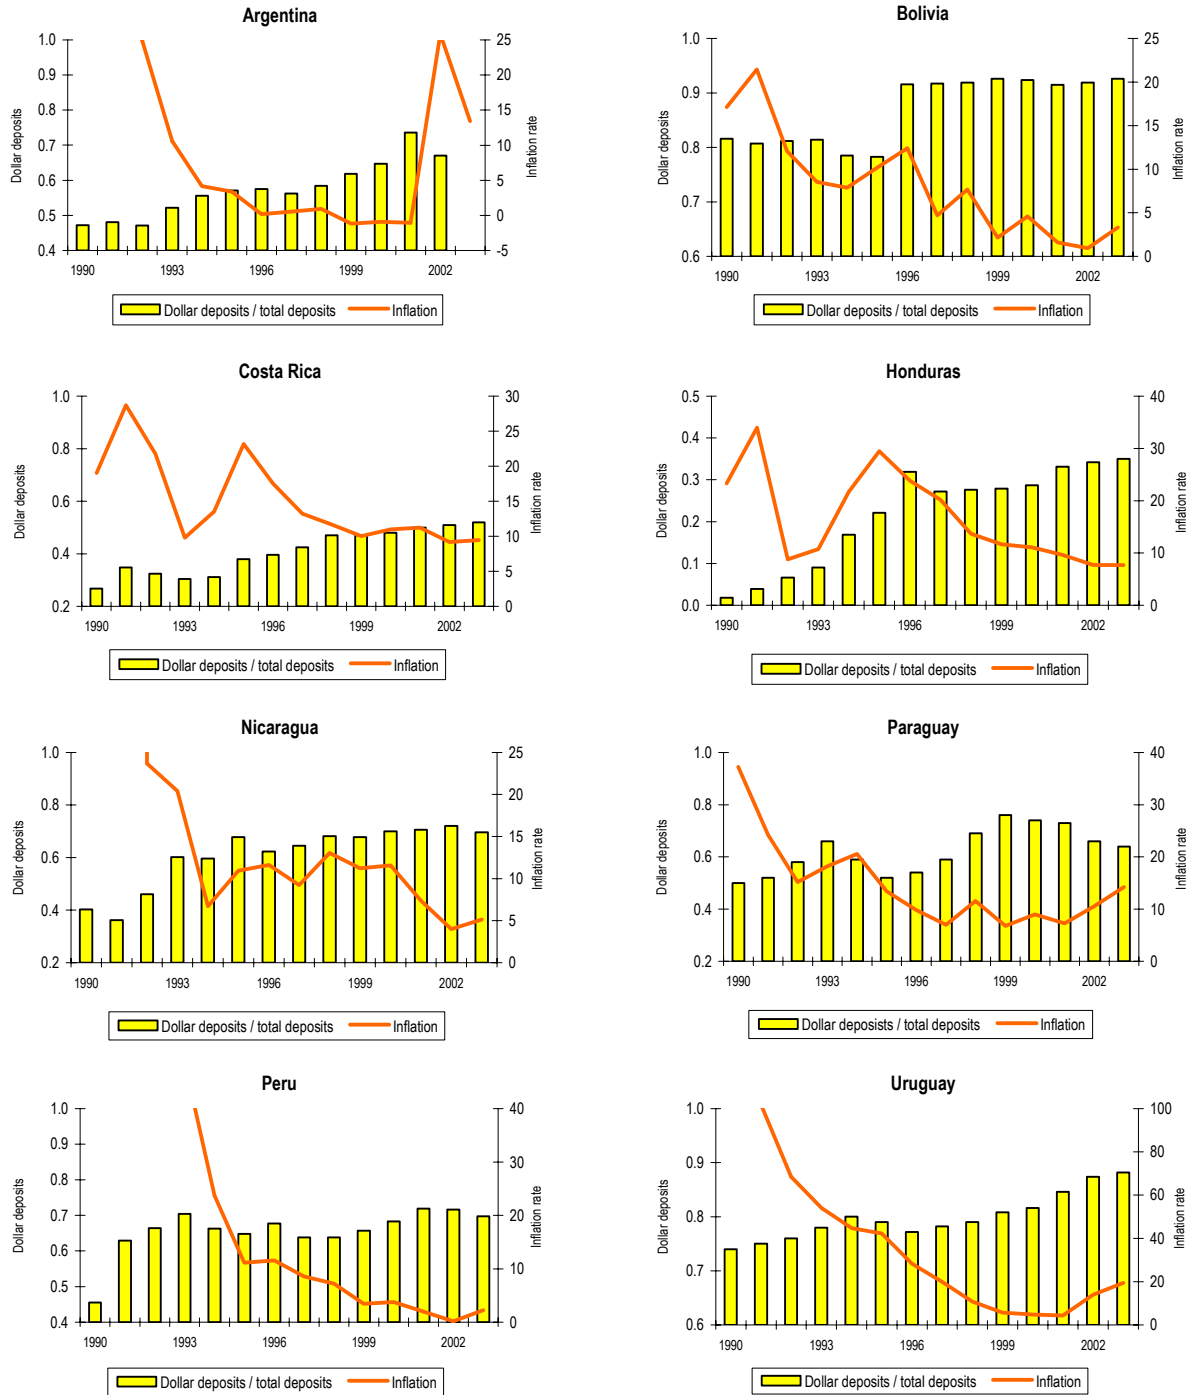 Argentina
Dollar deposits
1.0
0.9
0.8
0.7
0.6
0.5
0.4
25
20
15
10
5
0
-5
Inflation rate
1990 1993 1996 1999 2002
Dollar deposits / total deposits Inflation
Bolivia
Dollar deposits
1.0
0.9
0.8
0.7
0.6
25
20
15
10
5
0
Inflation rate
1990 1993 1996 1999 2002
Dollar deposits / total deposits Inflation
Costa Rica
Dollar deposits
1.0
0.8
0.6
0.4
0.2
30
25
20
15
10
5
0
Inflation rate
1990 1993 1996 1999 2002
Dollar deposits / total deposits Inflation
Honduras
Dollar deposits
0.5
0.4
0.3
0.2
0.1
0.0
40
30
20
10
0
Inflation rate
1990 1993 1996 1999 2002
Dollar deposits / total deposits Inflation
Nicaragua
Dollar deposits
1.0
0.8
0.6
0.4
0.2
25
20
15
10
5
0
Inflation rate
1990 1993 1996 1999 2002
Dollar deposits / total deposits Inflation
Paraguay
Dollar deposits
1.0
0.8
0.6
0.4
0.2
40
30
20
10
0
Inflation rate
1990 1993 1996 1999 2002
Dollar deposists / total deposits Inflation
Peru
Dollar deposits
1.0
0.9
0.8
0.7
0.6
0.5
0.4
40
30
20
10
0
Inflation rate
1990 1993 1996 1999 2002
Dollar deposits / total deposits Inflation
Uruguay
Dollar deposits
1.0
0.9
0.8
0.7
0.6
100
80
60
40
20
0
Inflation rate
1990 1993 1996 1999 2002
Dollar deposits / total deposits Inflation